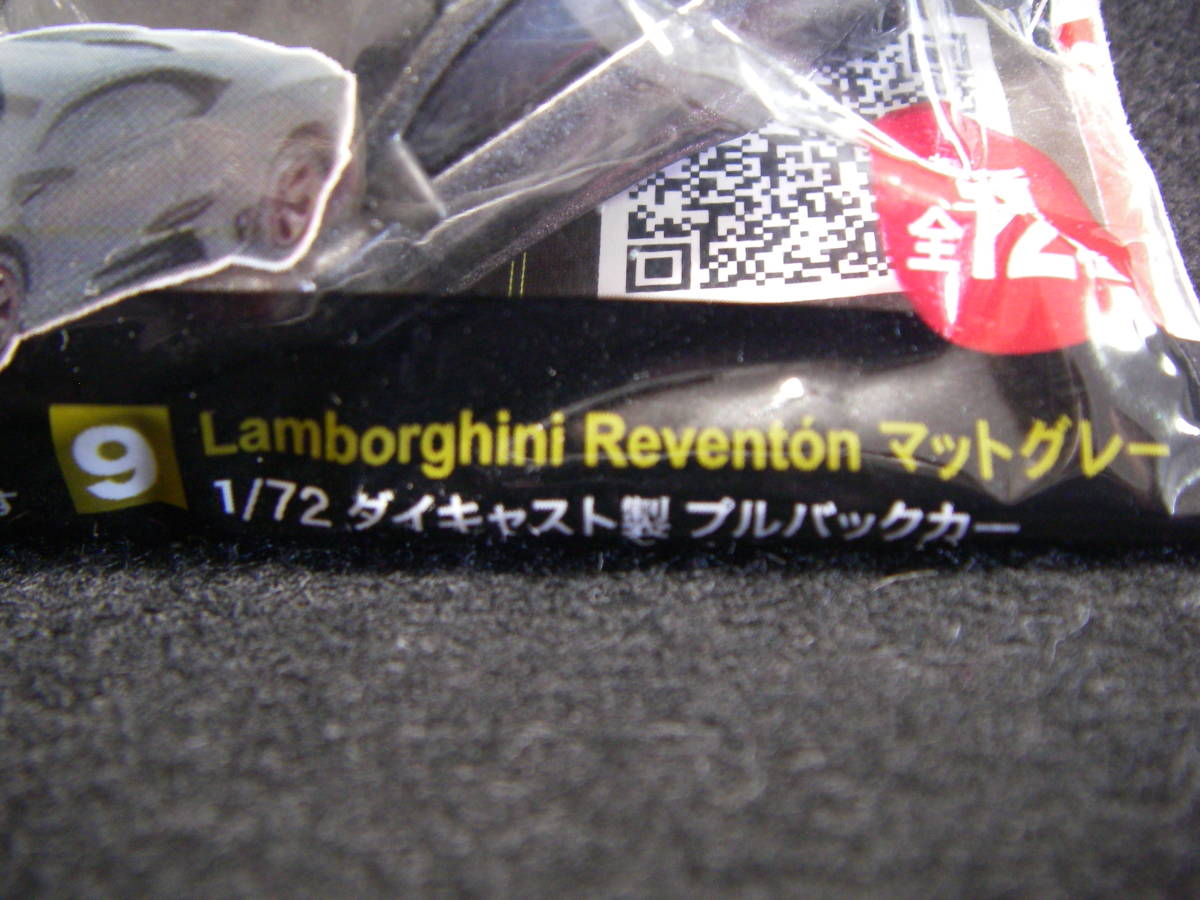 全
9
Lamborghini Reventón マットグレー
1/72 ダイキャスト製 プルバックカー